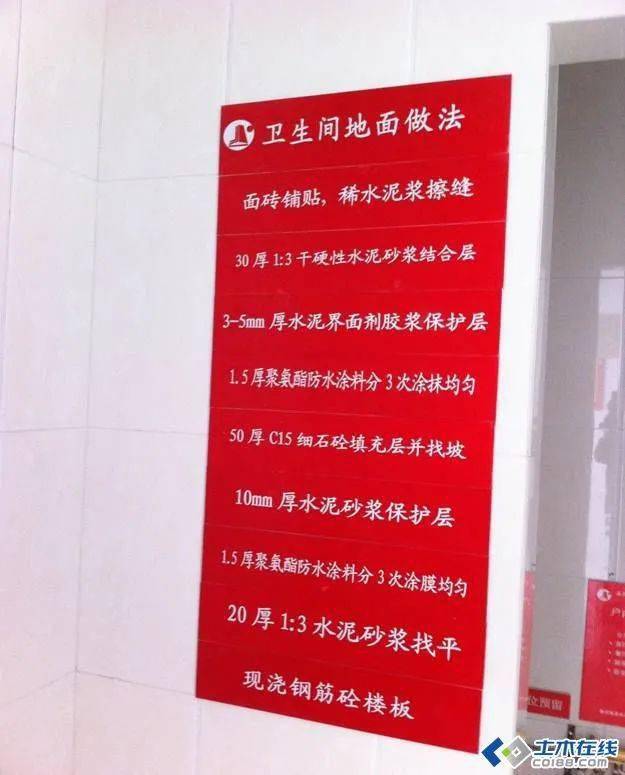 卫生间地面做法
面砖铺贴，稀水泥浆擦缝
30厚1:3干硬性水泥砂浆结合层
3-5mm厚水泥界面剂胶浆保护层
1.5厚聚氨酯防水涂料分3次涂抹均匀
50厚C15细石砼填充层并找坡
10mm厚水泥砂浆保护层
1.5厚聚氨酯防水涂料分3次涂膜均匀
20厚1:3水泥砂浆找平
现浇钢筋砼楼板
位预留
土木在线
coi88.com